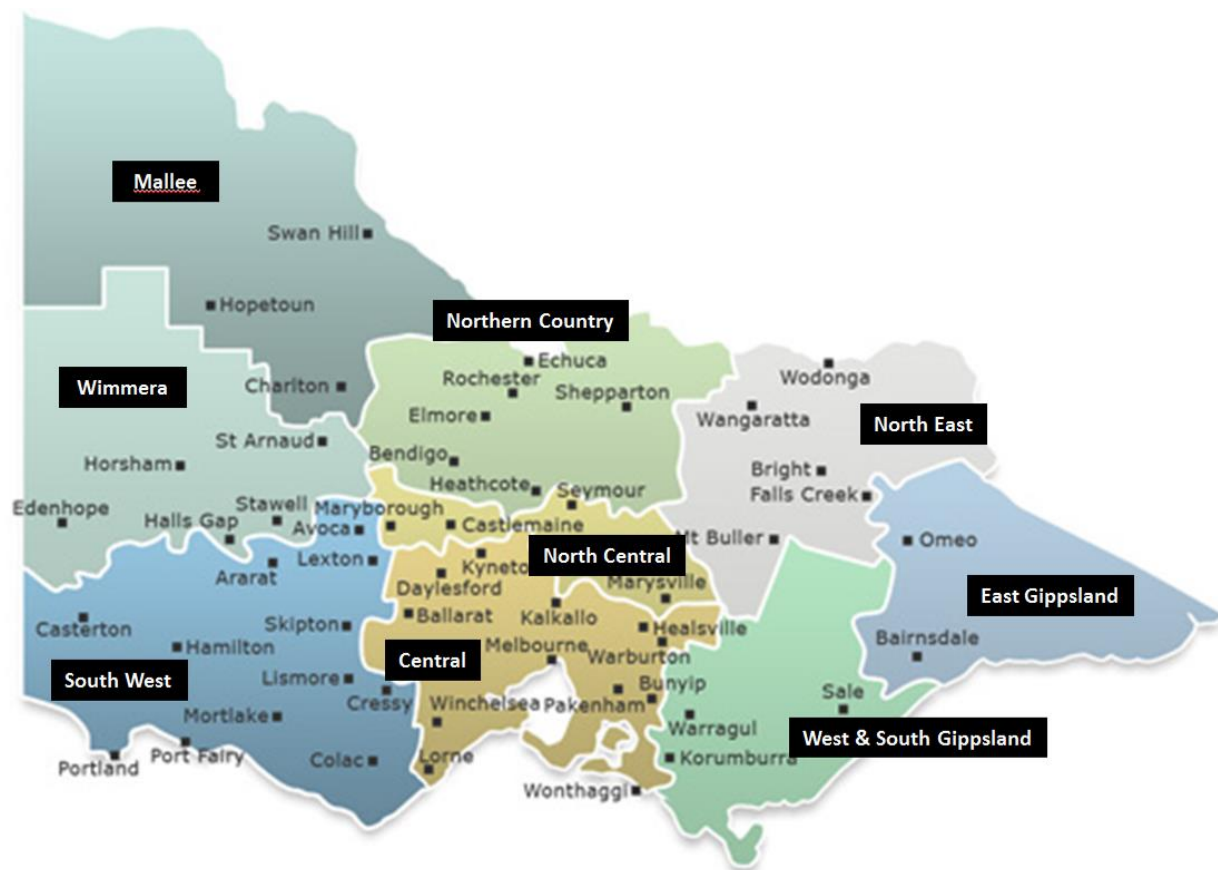 Mallee
Swan Hill
Hopetoun
Northern Country
Echuca
Wodonga
Rochester
Wimmera
Charlton
Shepparton
Elmore
Wangaratta
North East
St Arnaud
Bendigo
Horsham
Bright
Heathcote
Seymour
Falls Creek
Stawell
Edenhope
Maryborough
Halls Gap
Avoca
Castlemaine
Mt Buller
Omeo
North Central
Lexton
Kyneto
Ararat
Daylesford
Marysville
East Gippsland
Ballarat
Kalkallo
Casterton
Skipton
Healsville
Bairnsdale
Hamilton
Melbourne
Warburton
Central
South West
Lismore
Bunyip
Sale
Cressy
Winchelsea
Pakenham
Mortlake
Warragul
West & South Gippsland
Port Fairy
Portland
Colac
Lorne
Korumburra
Wonthaggi